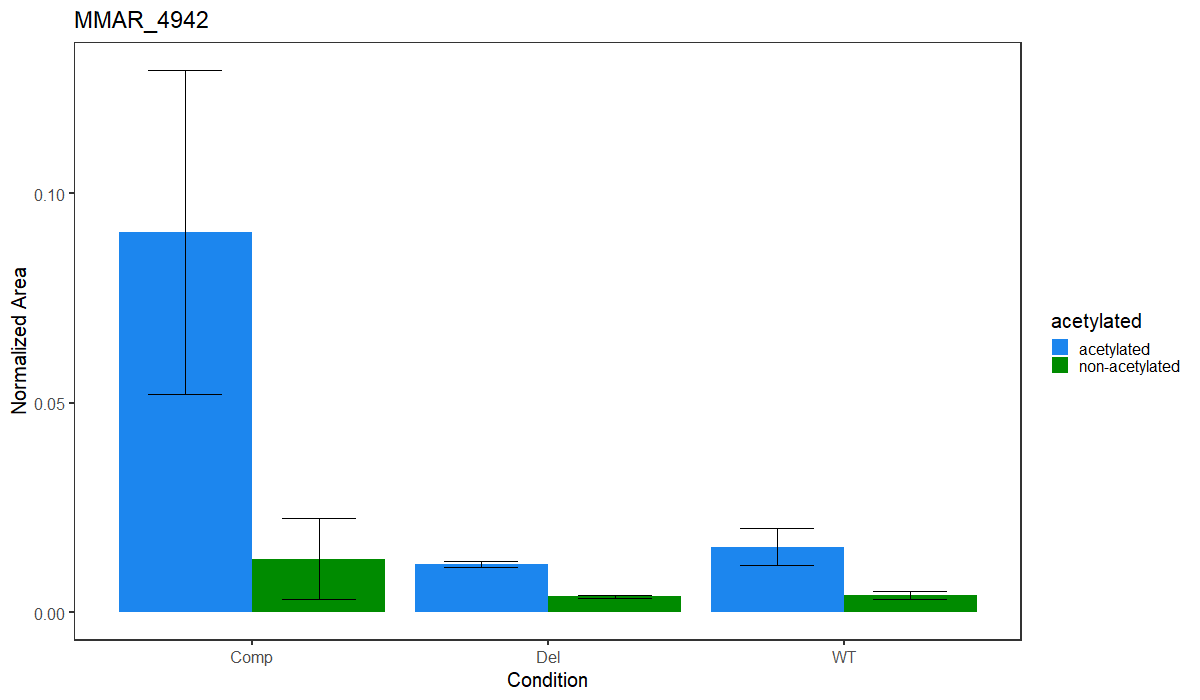 MMAR_4942
Normalized Area
0.10
0.05
0.00
Comp Del WT
Condition
acetylated
acetylated
non-acetylated